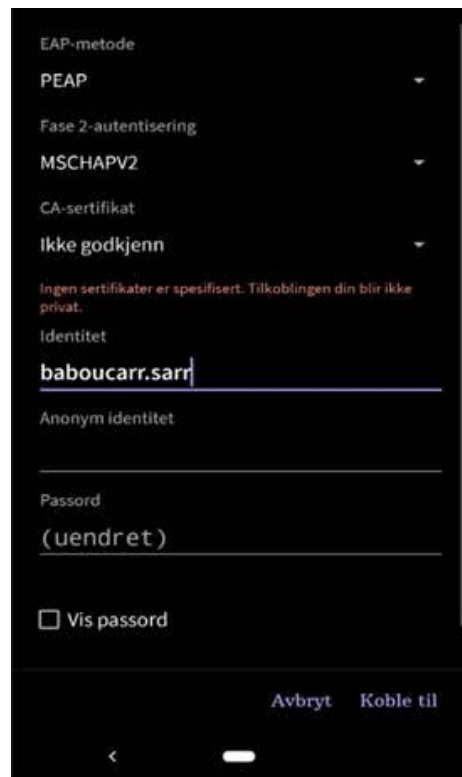 EAP-metode
PEAP
Fase 2-autentisering
MSCHAPV2
CA-sertifikat
Ikke godkjenn
Ingen sertifikater er spesifisert. Tilkoblingen din blir ikke
privat.
Identitet
baboucarr.sarr
Anonym identitet
Passord
(uendret)
Vis passord
Avbryt Koble til